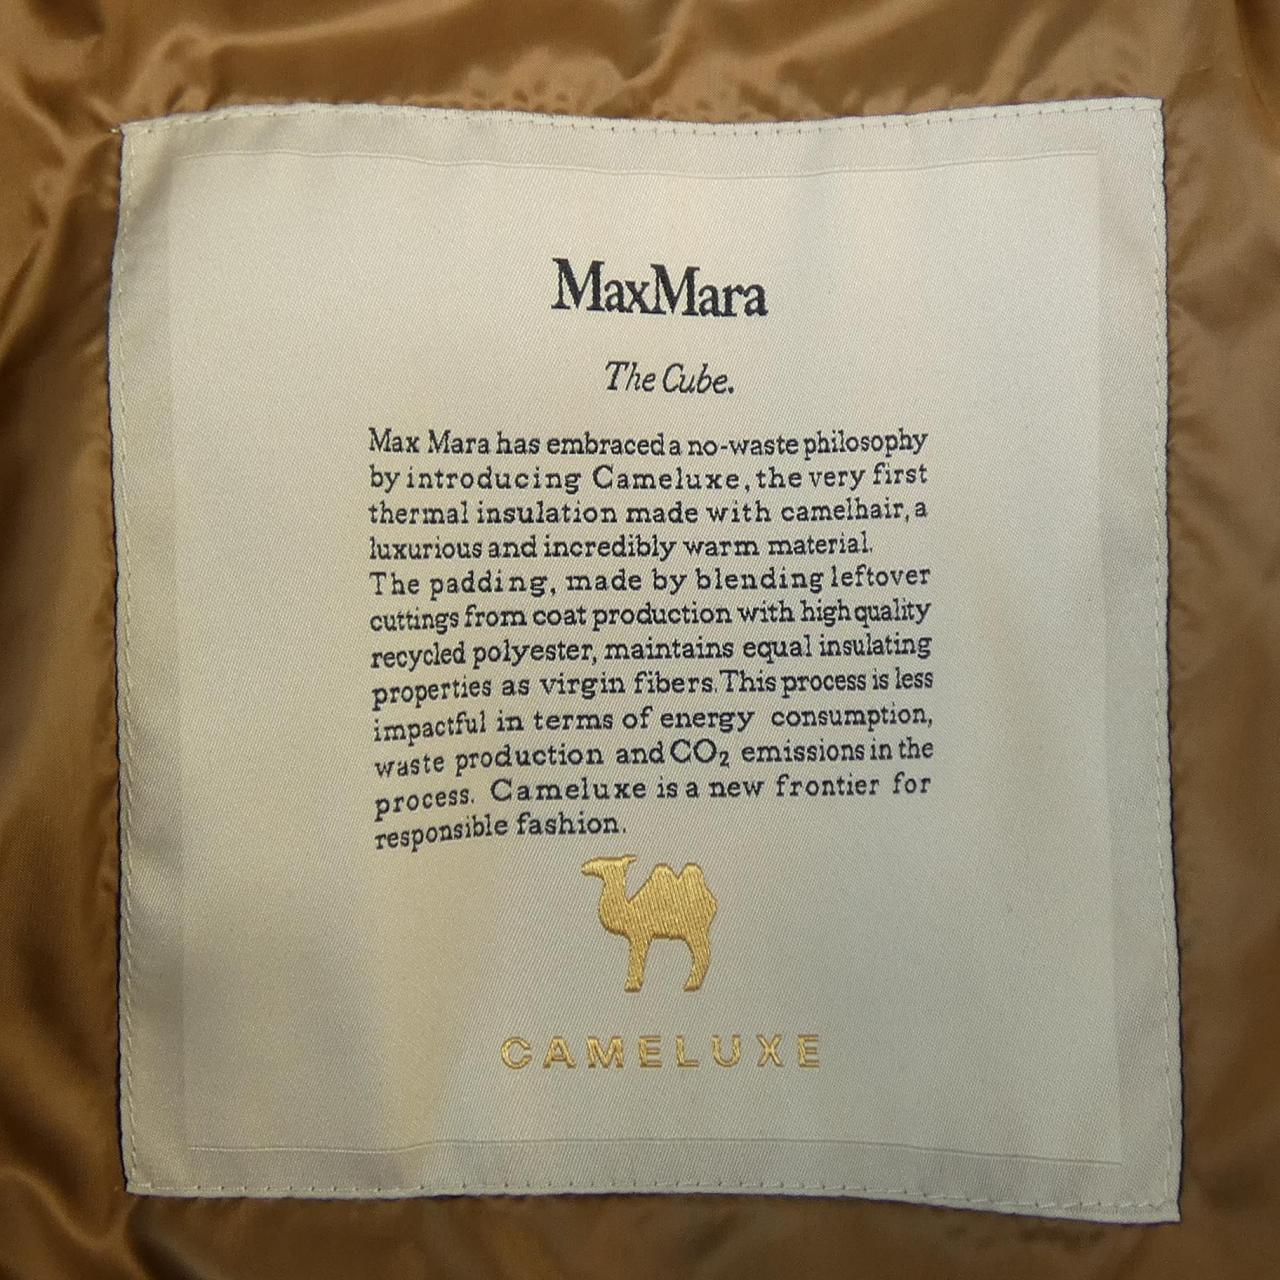 MaxMara
The Cube.
Max Mara has embraced a no-waste philosophy
by introducing Cameluxe, the very first
thermal insulation made with camelhair, a
luxurious and incredibly warm material.
The padding, made by blending leftover
cuttings from coat production with high quality
recycled polyester, maintains equal insulating
properties as virgin fibers. This process is less
impactful in terms of energy consumption,
waste production and CO₂ emissions in the
process. Cameluxe is a new frontier for
responsible fashion.
CAMELUXE